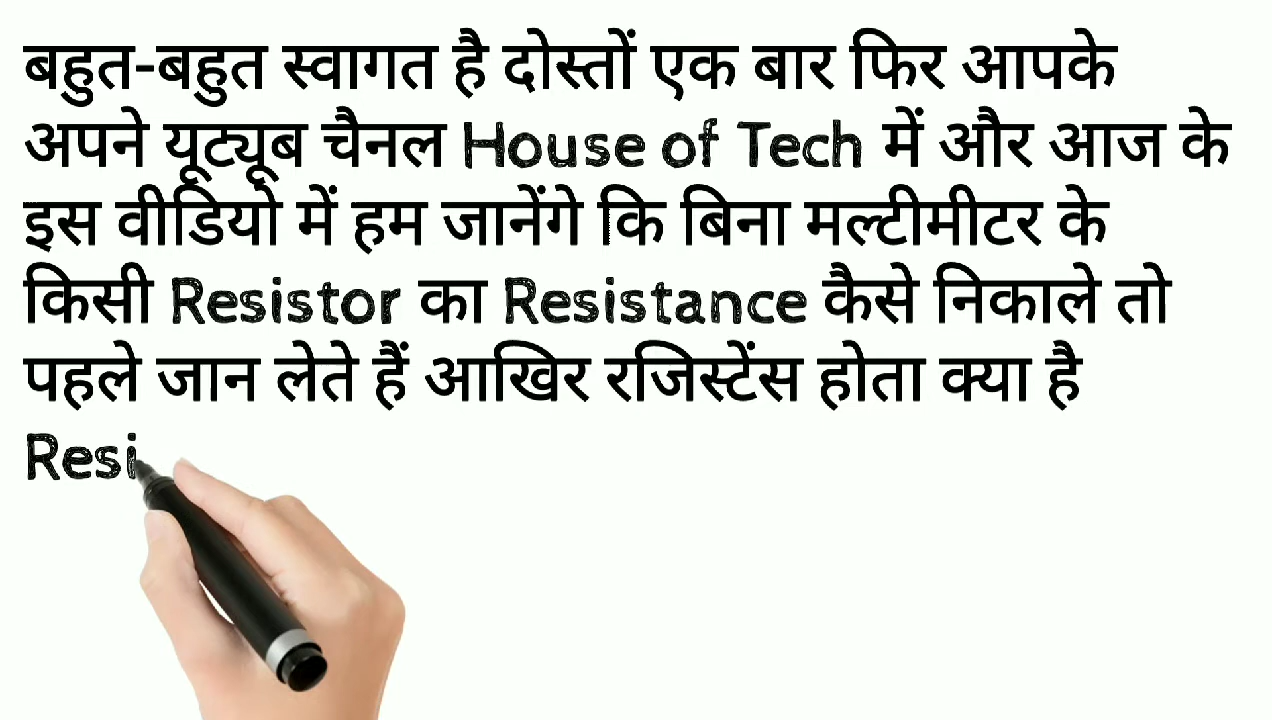 बहुत-बहुत स्वागत है दोस्तों एक बार फिर आपके
अपने यूट्यूब चैनल House of Tech में और आज के
इस वीडियो में हम जानेंगे कि बिना मल्टीमीटर के
किसी Resistor का Resistance कैसे निकाले तो
पहले जान लेते हैं आखिर रजिस्टेंस होता क्या है
Resi